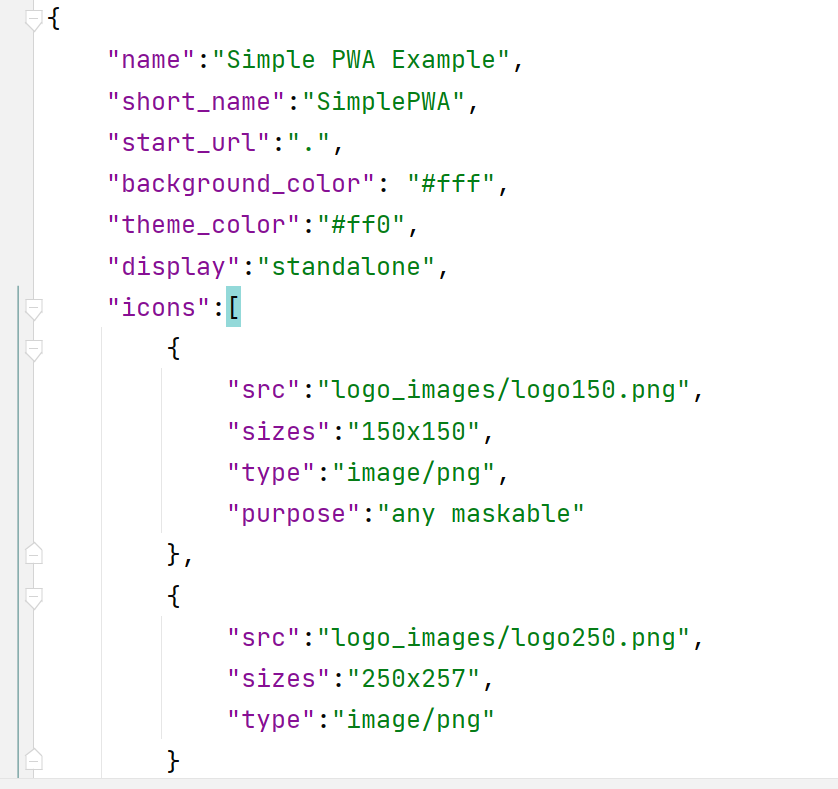 {
"name":"Simple PWA Example",
"short_name":"SimplePWA",
"start_url":".",
"background_color": "#fff",
"theme_color":"#ff0",
"display":"standalone",
"icons":[
{
"src":"logo_images/logo150.png",
"sizes":"150x150",
"type":"image/png",
"purpose":"any maskable"
},
{
"src":"logo_images/logo250.png",
"sizes":"250x257",
"type":"image/png"
}